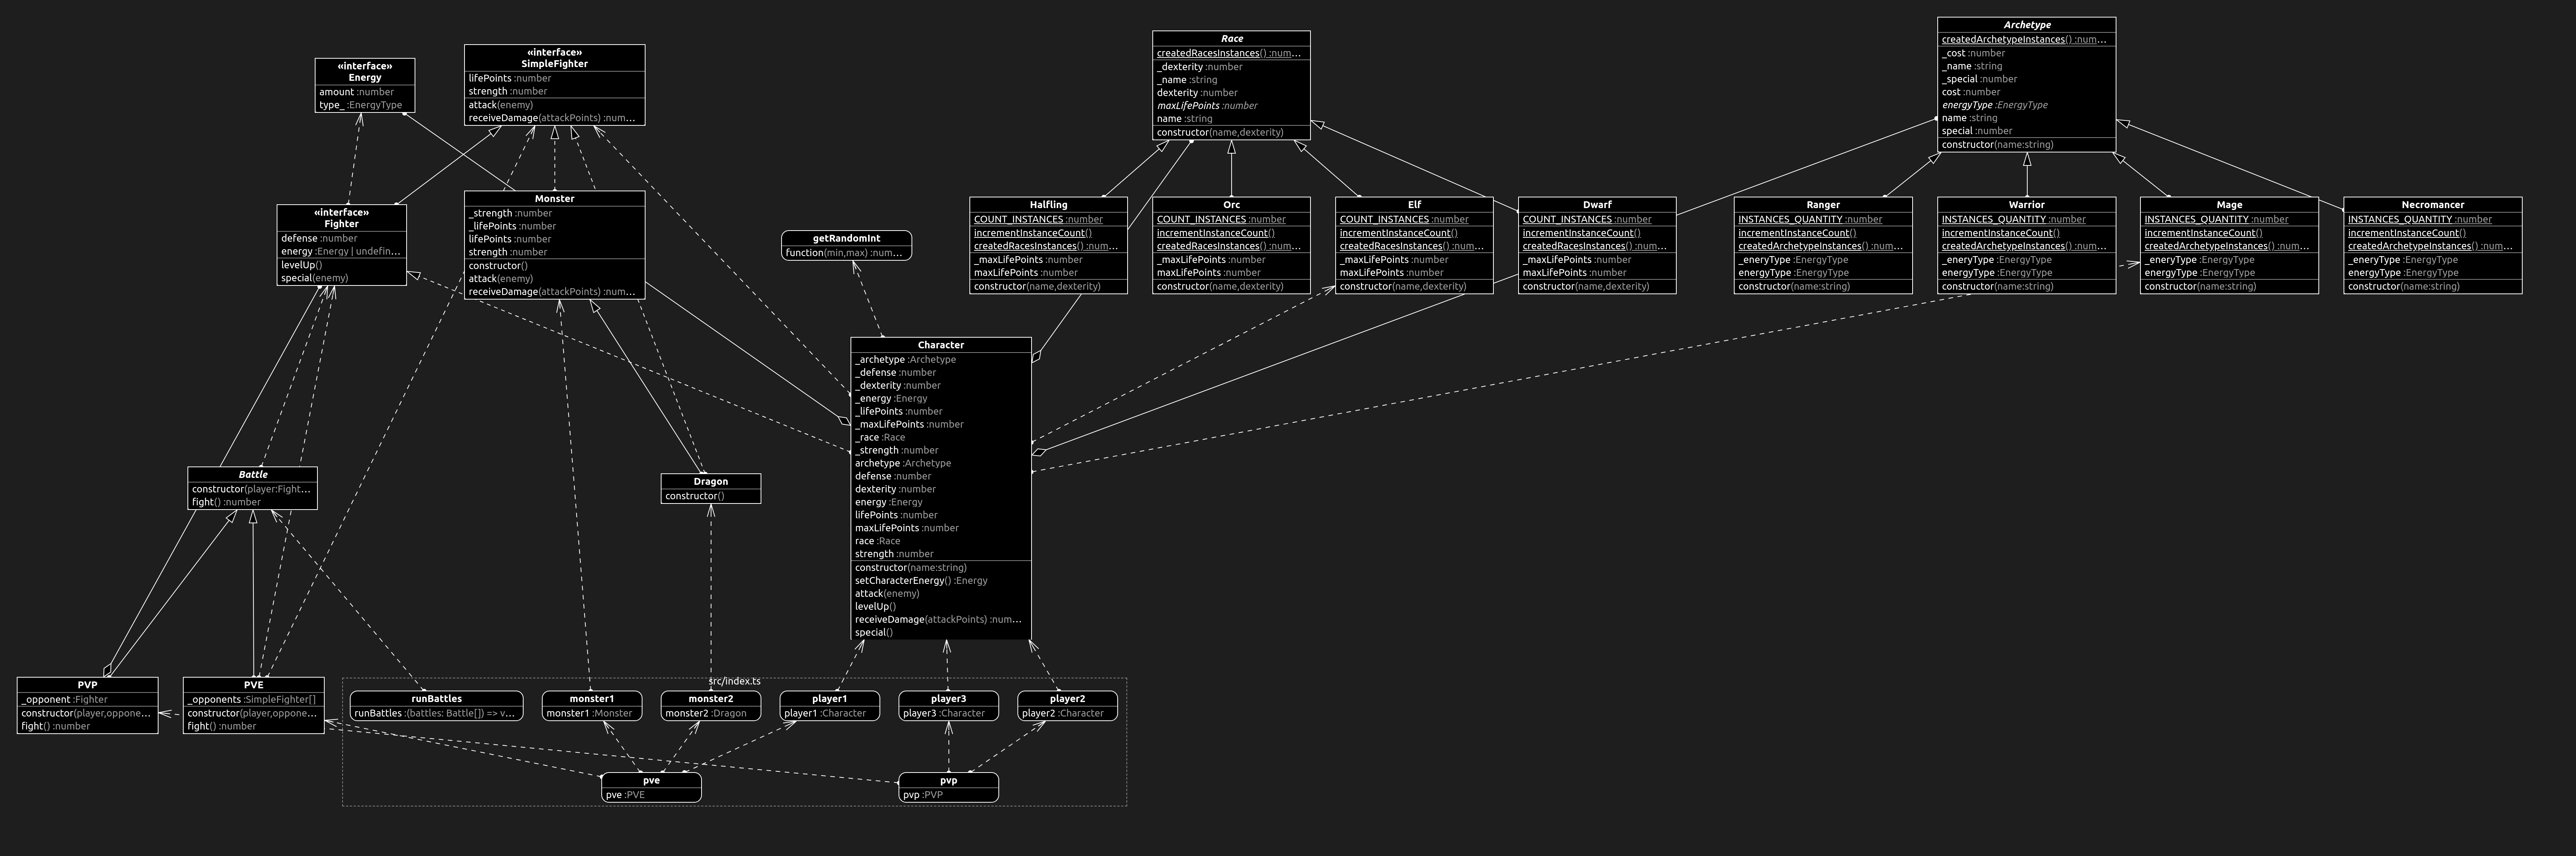 «interface»
Energy
amount :number
type_ :EnergyType
«interface»
SimpleFighter
lifePoints :number
strength :number
attack(enemy)
receiveDamage(attackPoints) :num…
Race
createdRacesInstances() :num…
_dexterity :number
_name :string
dexterity :number
maxLifePoints :number
name :string
constructor(name,dexterity)
Archetype
createdArchetypeInstances() :num…
_cost :number
_name :string
_special :number
cost :number
energyType :EnergyType
name :string
special :number
constructor(name:string)
«interface»
Fighter
defense :number
energy :Energy | undefin…
levelUp()
special(enemy)
Monster
_strength :number
_lifePoints :number
lifePoints :number
strength :number
constructor()
attack(enemy)
receiveDamage(attackPoints) :num…
getRandomInt
function(min,max) :num…
Halfling
COUNT_INSTANCES :number
incrementInstanceCount()
createdRacesInstances() :num…
_maxLifePoints :number
maxLifePoints :number
constructor(name,dexterity)
Orc
COUNT_INSTANCES :number
incrementInstanceCount()
createdRacesInstances() :num…
_maxLifePoints :number
maxLifePoints :number
constructor(name,dexterity)
Elf
COUNT_INSTANCES :number
incrementInstanceCount()
createdRacesInstances() :num…
_maxLifePoints :number
maxLifePoints :number
constructor(name,dexterity)
Dwarf
COUNT_INSTANCES :number
incrementInstanceCount()
createdRacesInstances() :num…
_maxLifePoints :number
maxLifePoints :number
constructor(name,dexterity)
Ranger
INSTANCES_QUANTITY :number
incrementInstanceCount()
createdArchetypeInstances() :num…
_eneryType :EnergyType
energyType :EnergyType
constructor(name:string)
Warrior
INSTANCES_QUANTITY :number
incrementInstanceCount()
createdArchetypeInstances() :num…
_eneryType :EnergyType
energyType :EnergyType
constructor(name:string)
Mage
INSTANCES_QUANTITY :number
incrementInstanceCount()
createdArchetypeInstances() :num…
_eneryType :EnergyType
energyType :EnergyType
constructor(name:string)
Necromancer
INSTANCES_QUANTITY :number
incrementInstanceCount()
createdArchetypeInstances() :num…
_eneryType :EnergyType
energyType :EnergyType
constructor(name:string)
Character
_archetype :Archetype
_defense :number
_dexterity :number
_energy :Energy
_lifePoints :number
_maxLifePoints :number
_race :Race
_strength :number
archetype :Archetype
defense :number
dexterity :number
energy :Energy
lifePoints :number
maxLifePoints :number
race :Race
strength :number
constructor(name:string)
setCharacterEnergy() :Energy
attack(enemy)
levelUp()
receiveDamage(attackPoints) :num…
special()
Battle
constructor(player:Fight…
fight() :number
Dragon
constructor()
PVP
_opponent :Fighter
constructor(player,oppone…
fight() :number
PVE
_opponents :SimpleFighter[]
constructor(player,oppone…
fight() :number
src/index.ts
runBattles
runBattles :(battles: Battle[]) => v…
monster1
monster1 :Monster
monster2
monster2 :Dragon
player1
player1 :Character
player3
player3 :Character
player2
player2 :Character
pve
pve :PVE
pvp
pvp :PVP